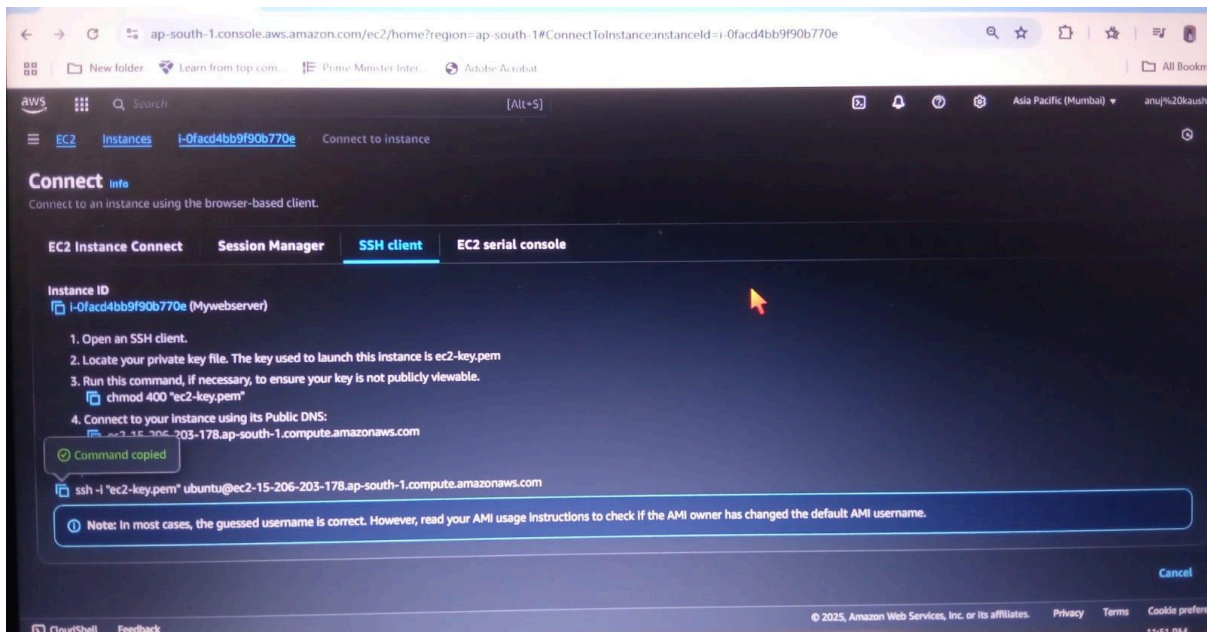 ap-south-1.console.aws.amazon.com/ec2/home?region=ap-south-1#ConnectToInstance:instanceId=i-0facd4bb9f90b770e
New folder Learn from top com... Prime Minister Inter... Adobe Acrobat All Bookm
aws Search [Alt+S] Asia Pacific (Mumbai) anuj%20kaush
EC2 Instances i-0facd4bb9f90b770e Connect to instance
Connect Info
Connect to an instance using the browser-based client.
EC2 Instance Connect Session Manager SSH client EC2 serial console
Instance ID
i-0facd4bb9f90b770e (Mywebserver)
1. Open an SSH client.
2. Locate your private key file. The key used to launch this instance is ec2-key.pem
3. Run this command, if necessary, to ensure your key is not publicly viewable.
chmod 400 "ec2-key.pem"
4. Connect to your instance using its Public DNS:
ec2-15-206-203-178.ap-south-1.compute.amazonaws.com
Command copied
ssh -i "ec2-key.pem" ubuntu@ec2-15-206-203-178.ap-south-1.compute.amazonaws.com
Note: In most cases, the guessed username is correct. However, read your AMI usage instructions to check if the AMI owner has changed the default AMI username.
Cancel
CloudShell Feedback © 2025, Amazon Web Services, Inc. or its affiliates. Privacy Terms Cookie prefere
11:51 PM